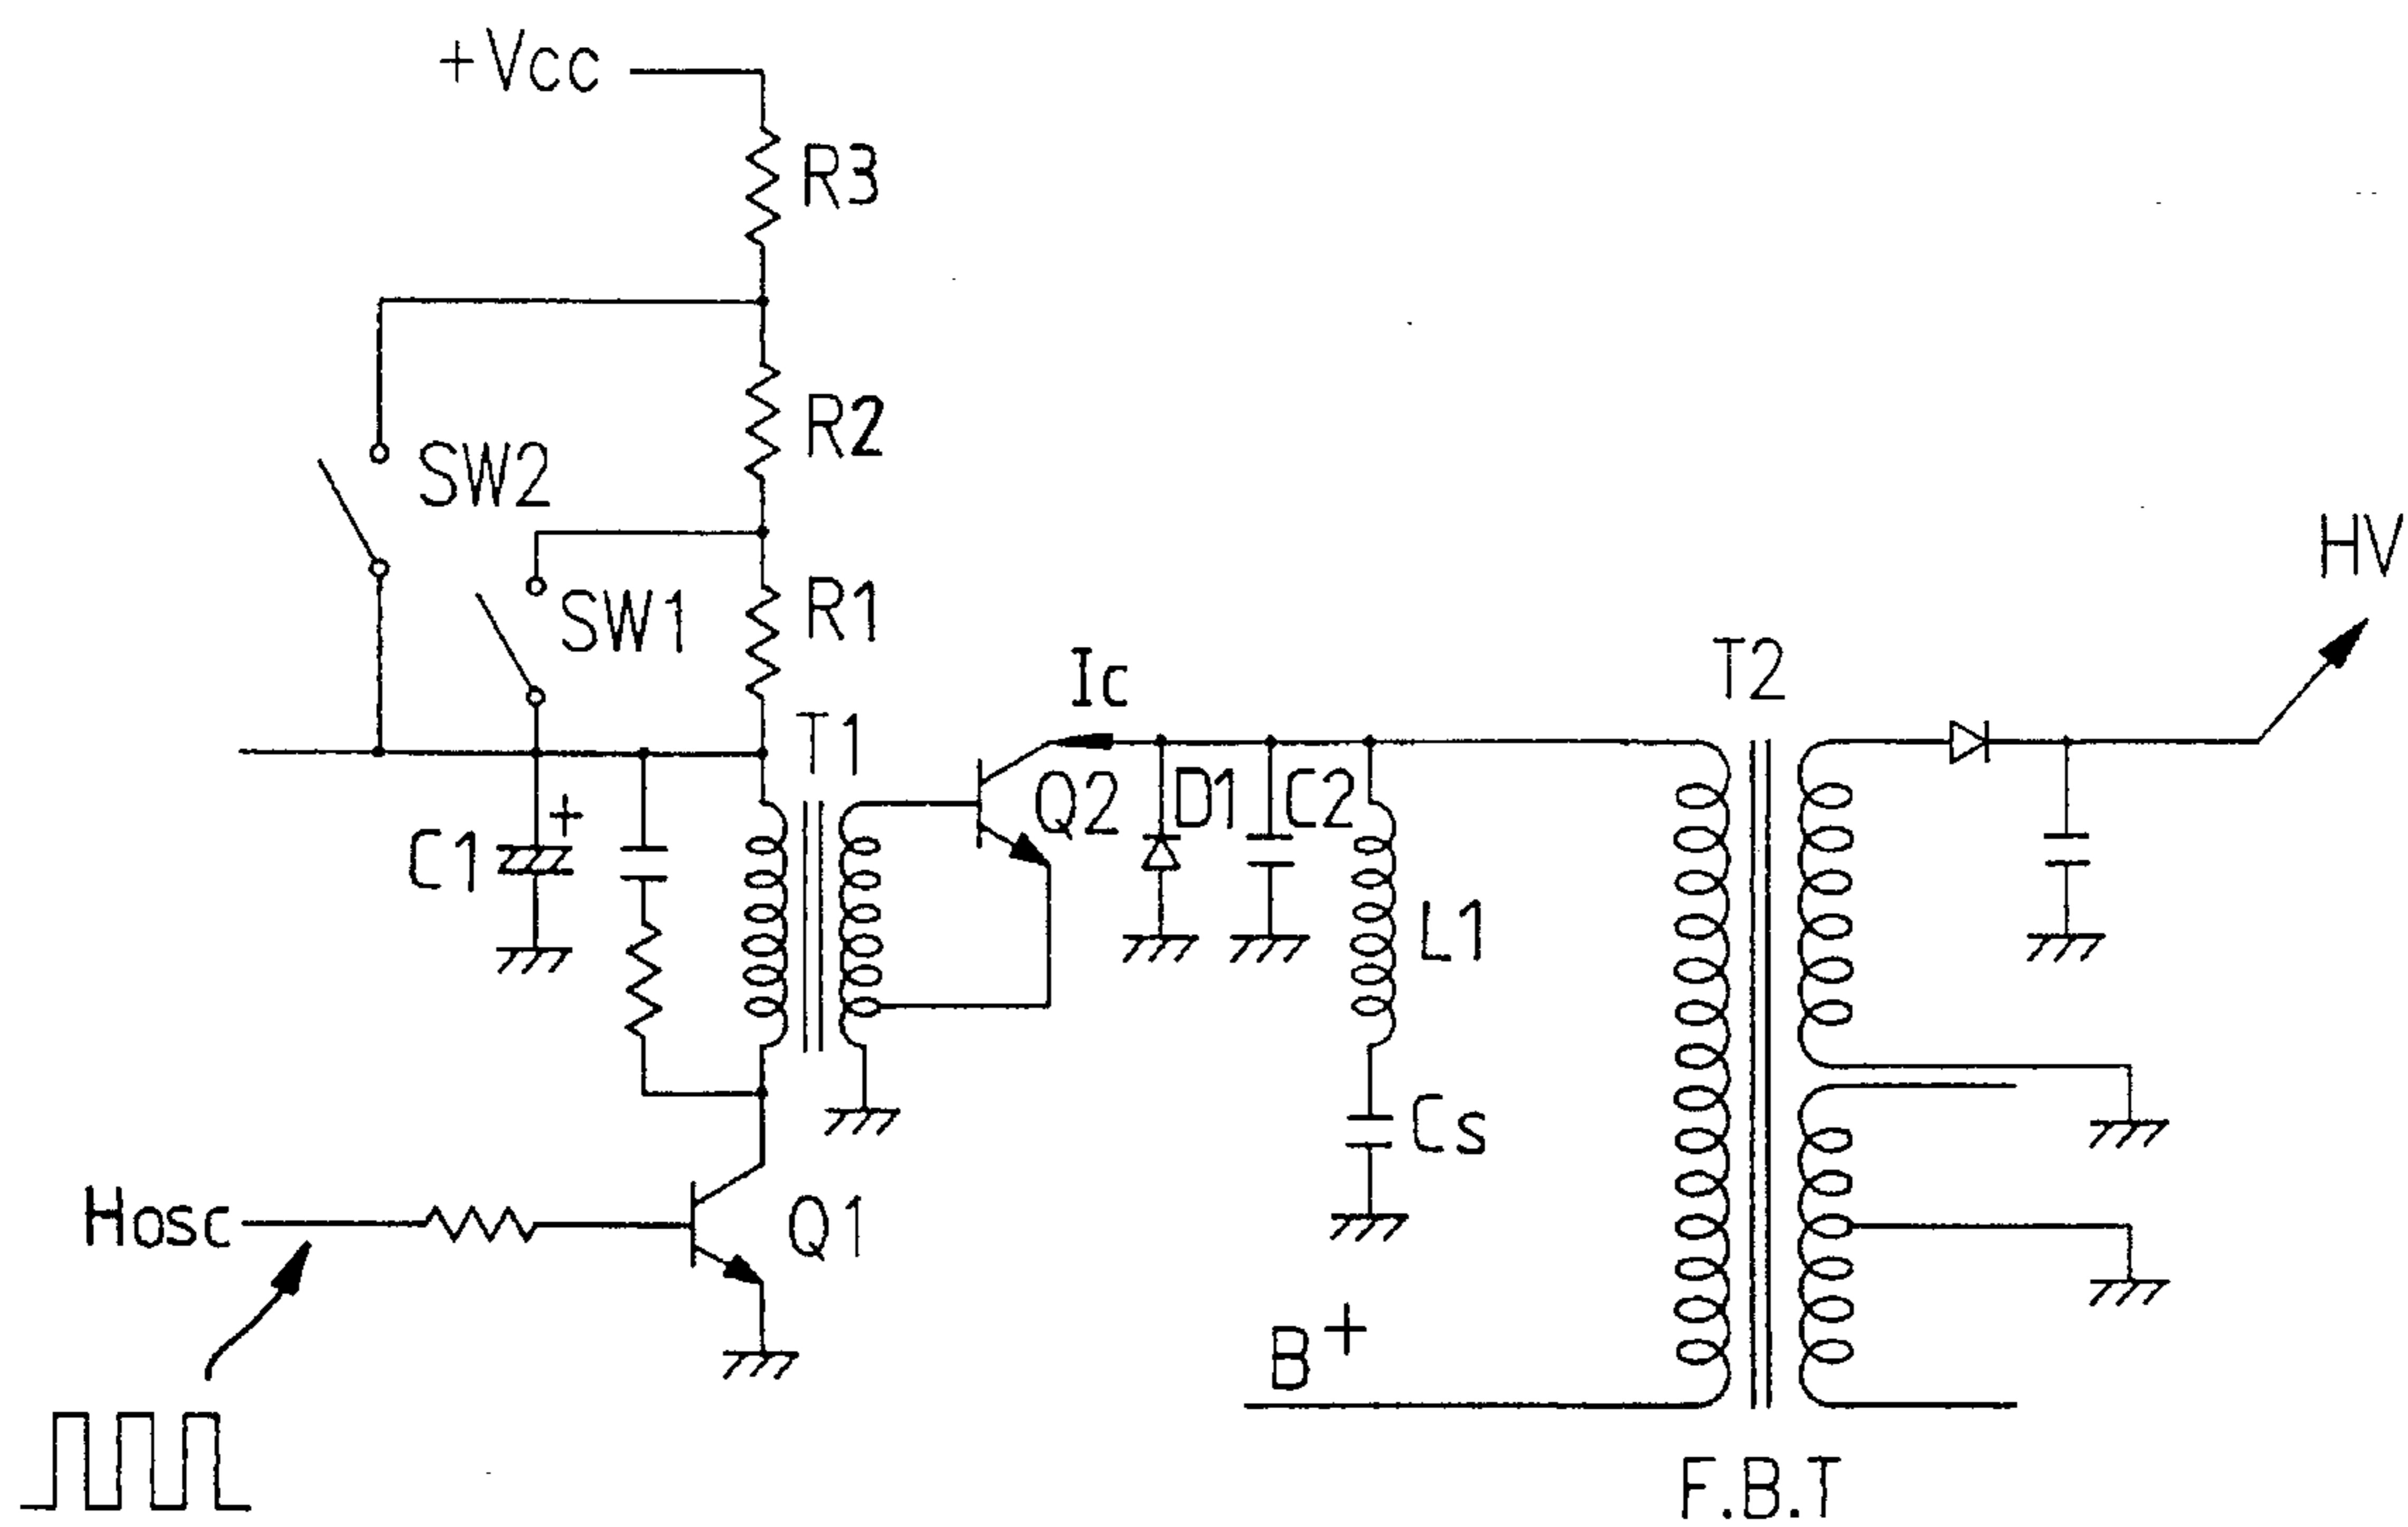 +Vcc
R3
R2
SW2
HV
R1
SW1
Ic
T2
T1
Q2
D1
C2
+
C1
L1
Cs
Hosc
Q1
B+
F.B.T